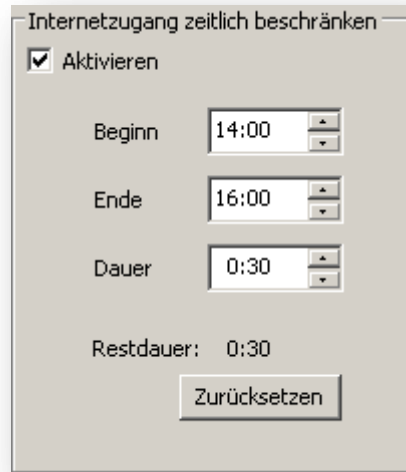 Internetzugang zeitlich beschränken
Aktivieren
Beginn 14:00
Ende 16:00
Dauer 0:30
Restdauer: 0:30
Zurücksetzen